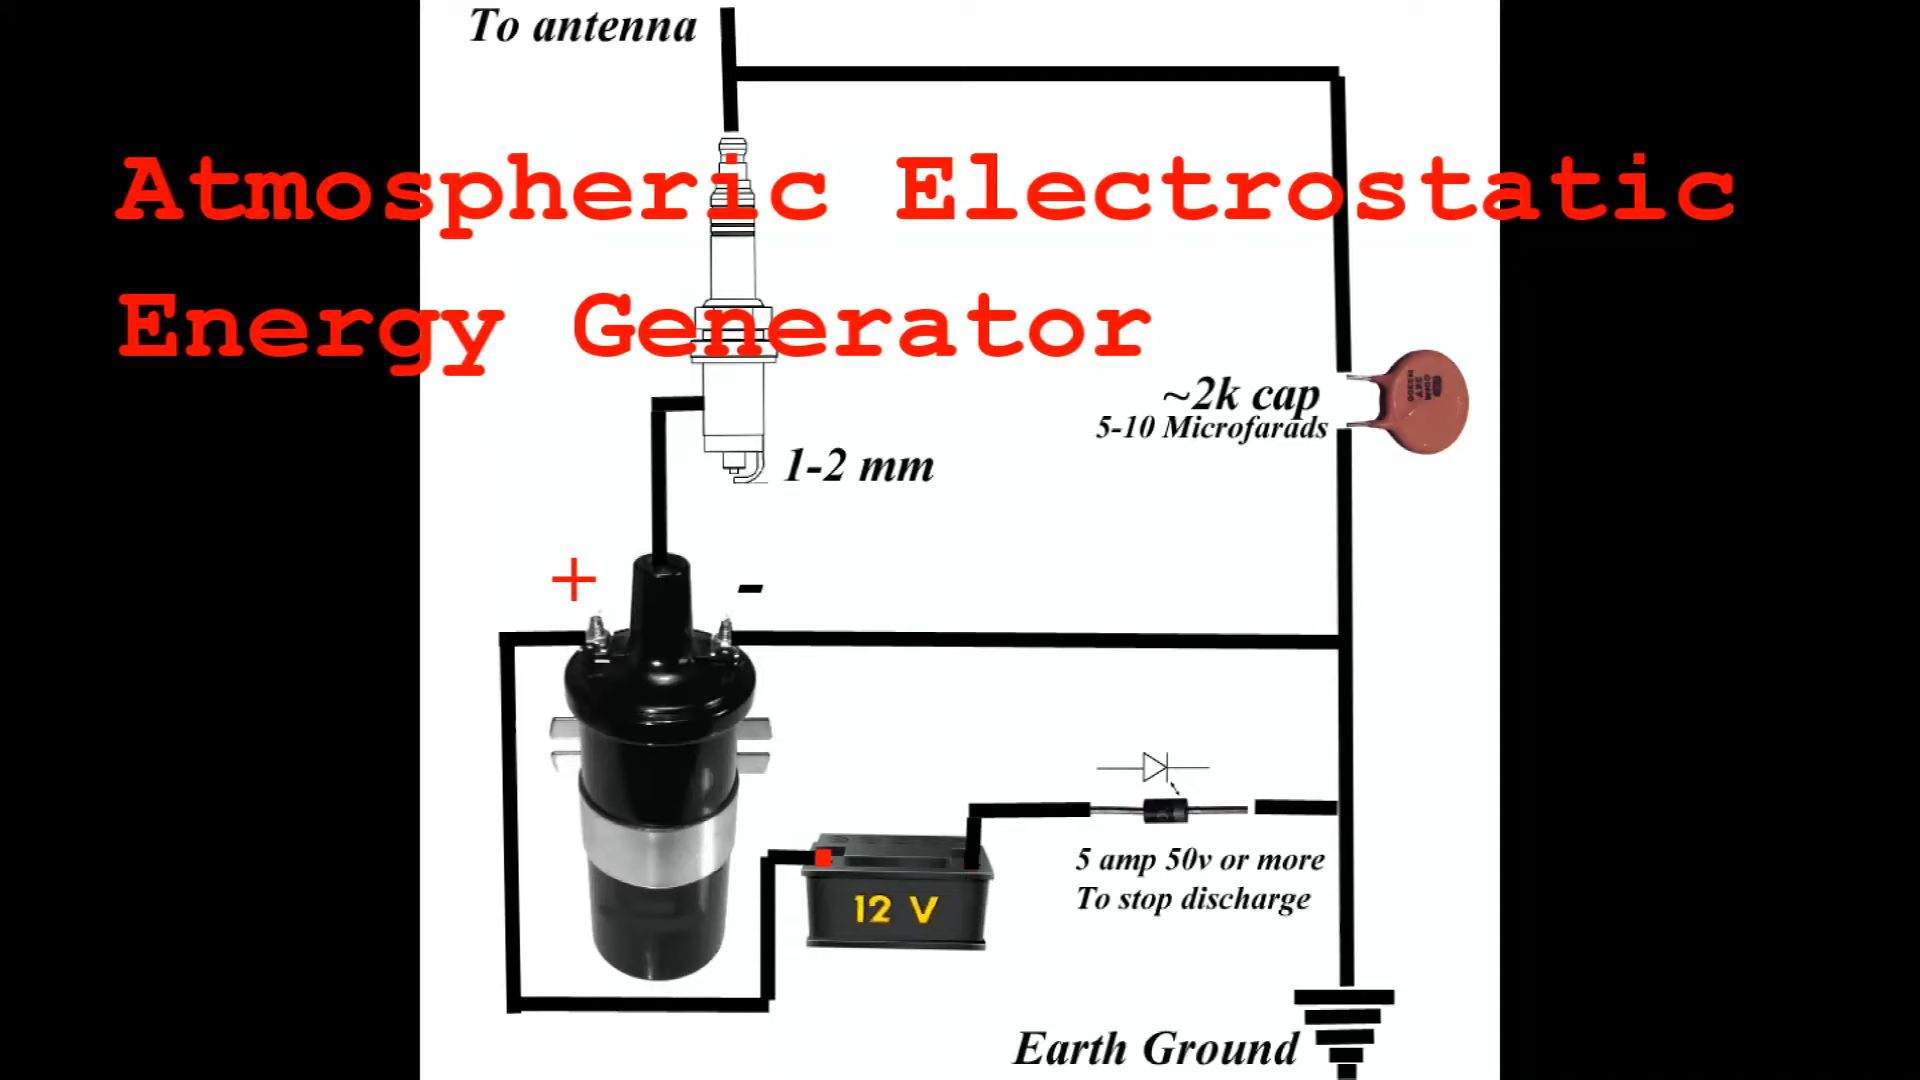 To antenna
Atmospheric Electrostatic
Energy Generator
~2k cap
5-10 Microfarads
1-2 mm
+ -
12 V
5 amp 50v or more
To stop discharge
Earth Ground